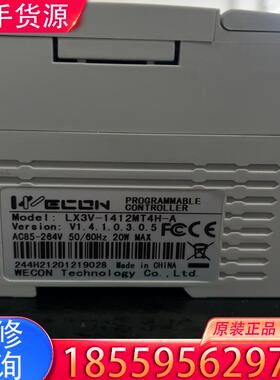 手货源
WECON PROGRAMMABLE CONTROLLER
Model: LX3V-1412MT4H-A
Version: V1.4.1.0.3.0.5
AC85-264V 50/60Hz 20W MAX
244H21201219028 Made in CHINA
WECON Technology Co., Ltd.
修
询
原装正品
18559562977